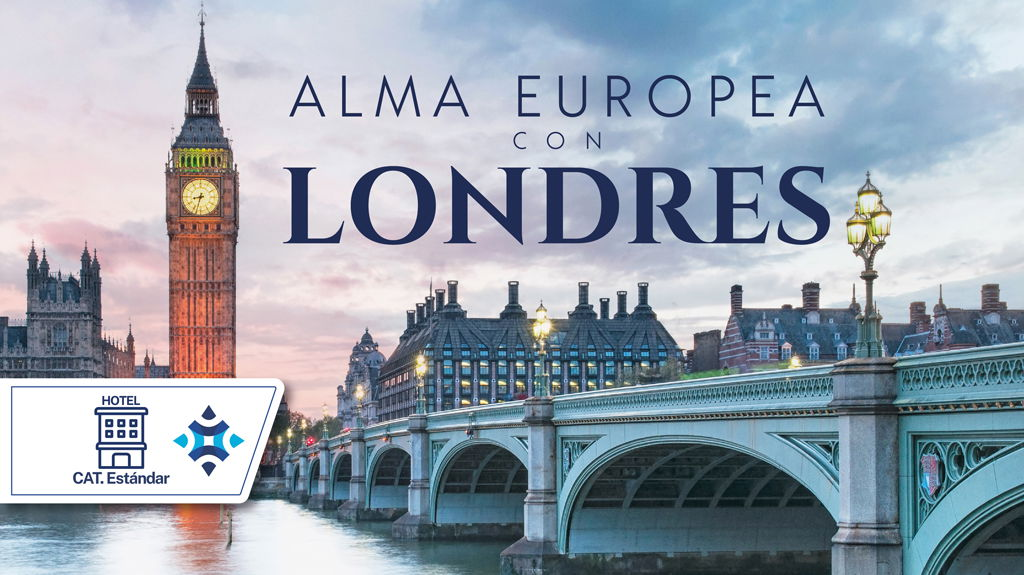 ALMA EUROPEA
CON
LONDRES
HOTEL
CAT. Estándar